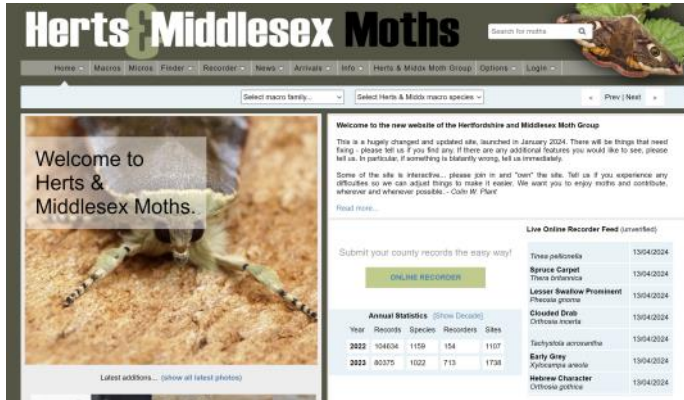 Herts & Middlesex Moths
Search for moths
Home Macros Micros Finder Recorder News Arrivals Info Herts & Middx Moth Group Options Login
Select macro family... Select Herts & Middx macro species Prev | Next
Welcome to
Herts &
Middlesex Moths.
Latest additions... (show all latest photos)
Welcome to the new website of the Hertfordshire and Middlesex Moth Group
This is a hugely changed and updated site, launched in January 2024. There will be things that need
fixing - please tell us if you find any. If there are any additional features you would like to see, please
tell us. In particular, if something is blatantly wrong, tell us immediately.
Some of the site is interactive... please join in and "own" the site. Tell us if you experience any
difficulties so we can adjust things to make it easier. We want you to enjoy moths and contribute,
wherever and whenever possible. - Colin W. Plant
Read more...
Submit your county records the easy way!
ONLINE RECORDER
Annual Statistics [Show Decade]
Year Records Species Recorders Sites
2022 104634 1159 154 1107
2023 80375 1022 713 1738
Live Online Recorder Feed (unverified)
Tinea pellionella 13/04/2024
Spruce Carpet 13/04/2024
Thera britannica
Lesser Swallow Prominent 13/04/2024
Pheosia gnoma
Clouded Drab 13/04/2024
Orthosia incerta
Tachystola acroxantha 13/04/2024
Early Grey 13/04/2024
Xylocampa areola
Hebrew Character 13/04/2024
Orthosia gothica